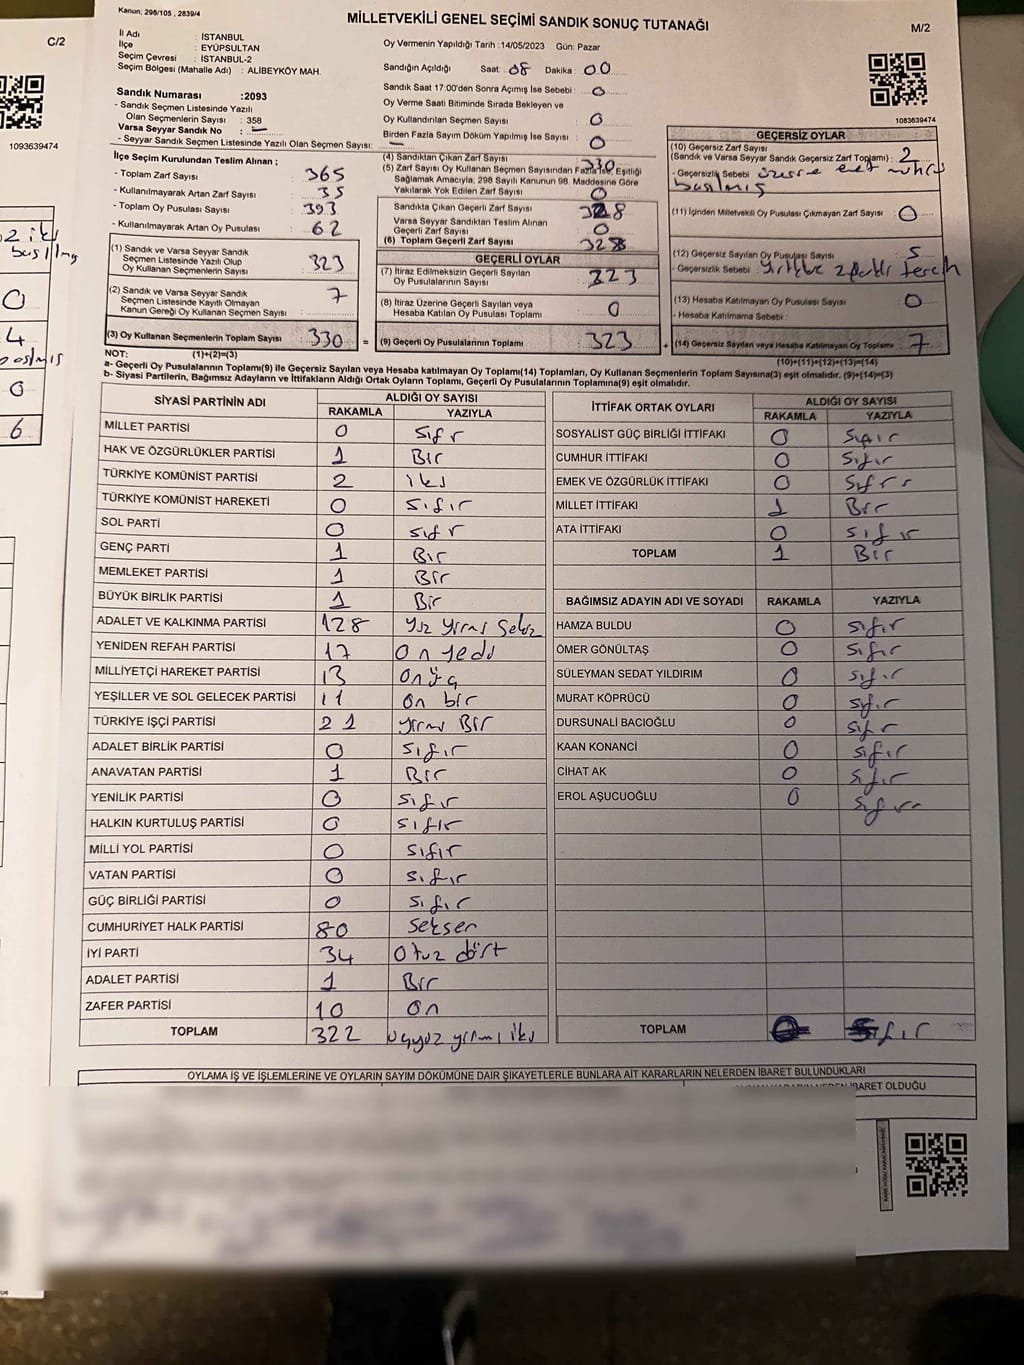 Kanun; 298/105 , 2839/4
MİLLETVEKİLİ GENEL SEÇİMİ SANDIK SONUÇ TUTANAĞI
M/2
C/2
İl Adı : İSTANBUL
İlçe : EYÜPSULTAN
Seçim Çevresi : İSTANBUL-2
Seçim Bölgesi (Mahalle Adı) : ALİBEYKÖY MAH.
Oy Vermenin Yapıldığı Tarih : 14/05/2023 Gün: Pazar
Sandığın Açıldığı Saat: 08 Dakika : 00
Sandık Saat 17:00'den Sonra Açılmış İse Sebebi : 0
Oy Verme Saati Bitiminde Sırada Bekleyen ve
Oy Kullandırılan Seçmen Sayısı : 0
Birden Fazla Sayım Döküm Yapılmış İse Sayısı : 0
1083639474
1093639474
Sandık Numarası :2093
- Sandık Seçmen Listesinde Yazılı
Olan Seçmenlerin Sayısı : 358
Varsa Seyyar Sandık No : —
- Seyyar Sandık Seçmen Listesinde Yazılı Olan Seçmen Sayısı: —
İlçe Seçim Kurulundan Teslim Alınan ;
- Toplam Zarf Sayısı : 365
- Kullanılmayarak Artan Zarf Sayısı : 35
- Toplam Oy Pusulası Sayısı : 393
- Kullanılmayarak Artan Oy Pusulası : 62
(1) Sandık ve Varsa Seyyar Sandık
Seçmen Listesinde Yazılı Olup
Oy Kullanan Seçmenlerin Sayısı : 323
(2) Sandık ve Varsa Seyyar Sandık
Seçmen Listesinde Kayıtlı Olmayan
Kanun Gereği Oy Kullanan Seçmen Sayısı : 7
(3) Oy Kullanan Seçmenlerin Toplam Sayısı : 330 =
(4) Sandıktan Çıkan Zarf Sayısı : 330
(5) Zarf Sayısı Oy Kullanan Seçmen Sayısından Fazla İse, Eşitliği
Sağlamak Amacıyla, 298 Sayılı Kanunun 98. Maddesine Göre
Yakılarak Yok Edilen Zarf Sayısı : 0
Sandıkta Çıkan Geçerli Zarf Sayısı : 328
Varsa Seyyar Sandıktan Teslim Alınan
Geçerli Zarf Sayısı : 0
(6) Toplam Geçerli Zarf Sayısı : 328
GEÇERLİ OYLAR
(7) İtiraz Edilmeksizin Geçerli Sayılan
Oy Pusulalarının Sayısı : 323
(8) İtiraz Üzerine Geçerli Sayılan veya
Hesaba Katılan Oy Pusulası Toplamı : 0
(9) Geçerli Oy Pusulalarının Toplamı : 323 +
GEÇERSİZ OYLAR
(10) Geçersiz Zarf Sayısı
(Sandık ve Varsa Seyyar Sandık Geçersiz Zarf Toplamı) : 2
- Geçersizlik Sebebi : üzerine evet mührü
basılmış
(11) İçinden Milletvekili Oy Pusulası Çıkmayan Zarf Sayısı : 0
(12) Geçersiz Sayılan Oy Pusulası Sayısı : 5
- Geçersizlik Sebebi :
(13) Hesaba Katılmayan Oy Pusulası Sayısı : 0
- Hesaba Katılmama Sebebi :
(14) Geçersiz Sayılan veya Hesaba Katılmayan Oy Toplamı : 7
NOT: (1)+(2)=(3)
(10)+(11)+(12)+(13)=(14)
a- Geçerli Oy Pusulalarının Toplamı(9) ile Geçersiz Sayılan veya Hesaba katılmayan Oy Toplamı(14) Toplamları, Oy Kullanan Seçmenlerin Toplam Sayısına(3) eşit olmalıdır. (9)+(14)=(3)
b- Siyasi Partilerin, Bağımsız Adayların ve İttifakların Aldığı Ortak Oyların Toplamı, Geçerli Oy Pusulalarının Toplamına(9) eşit olmalıdır.
SİYASİ PARTİNİN ADI ALDIĞI OY SAYISI
RAKAMLA YAZIYLA
MİLLET PARTİSİ 0 Sıfır
HAK VE ÖZGÜRLÜKLER PARTİSİ 1 Bir
TÜRKİYE KOMÜNİST PARTİSİ 2 iki
TÜRKİYE KOMÜNİST HAREKETİ 0 Sıfır
SOL PARTİ 0 Sıfır
GENÇ PARTİ 1 Bir
MEMLEKET PARTİSİ 1 Bir
BÜYÜK BİRLİK PARTİSİ 1 Bir
ADALET VE KALKINMA PARTİSİ 128 Yüz Yirmi Sekiz
YENİDEN REFAH PARTİSİ 17 On yedi
MİLLİYETÇİ HAREKET PARTİSİ 13 On üç
YEŞİLLER VE SOL GELECEK PARTİSİ 11 On bir
TÜRKİYE İŞÇİ PARTİSİ 21 Yirmi Bir
ADALET BİRLİK PARTİSİ 0 Sıfır
ANAVATAN PARTİSİ 1 Bir
YENİLİK PARTİSİ 0 Sıfır
HALKIN KURTULUŞ PARTİSİ 0 Sıfır
MİLLİ YOL PARTİSİ 0 Sıfır
VATAN PARTİSİ 0 Sıfır
GÜÇ BİRLİĞİ PARTİSİ 0 Sıfır
CUMHURİYET HALK PARTİSİ 80 Seksen
İYİ PARTİ 34 Otuz dört
ADALET PARTİSİ 1 Bir
ZAFER PARTİSİ 10 On
TOPLAM 322 Üçyüz yirmi iki
İTTİFAK ORTAK OYLARI ALDIĞI OY SAYISI
RAKAMLA YAZIYLA
SOSYALİST GÜÇ BİRLİĞİ İTTİFAKI 0 Sıfır
CUMHUR İTTİFAKI 0 Sıfır
EMEK VE ÖZGÜRLÜK İTTİFAKI 0 Sıfır
MİLLET İTTİFAKI 1 Bir
ATA İTTİFAKI 0 Sıfır
TOPLAM 1 Bir
BAĞIMSIZ ADAYIN ADI VE SOYADI RAKAMLA YAZIYLA
HAMZA BULDU 0 Sıfır
ÖMER GÖNÜLTAŞ 0 Sıfır
SÜLEYMAN SEDAT YILDIRIM 0 Sıfır
MURAT KÖPRÜCÜ 0 Sıfır
DURSUNALİ BACIOĞLU 0 Sıfır
KAAN KONANCİ 0 Sıfır
CİHAT AK 0 Sıfır
EROL AŞUCUOĞLU 0 Sıfır
TOPLAM 0 Sıfır
OYLAMA İŞ VE İŞLEMLERİNE VE OYLARIN SAYIM DÖKÜMÜNE DAİR ŞİKAYETLERLE BUNLARA AİT KARARLARIN NELERDEN İBARET BULUNDUKLARI
İBARET OLDUĞU